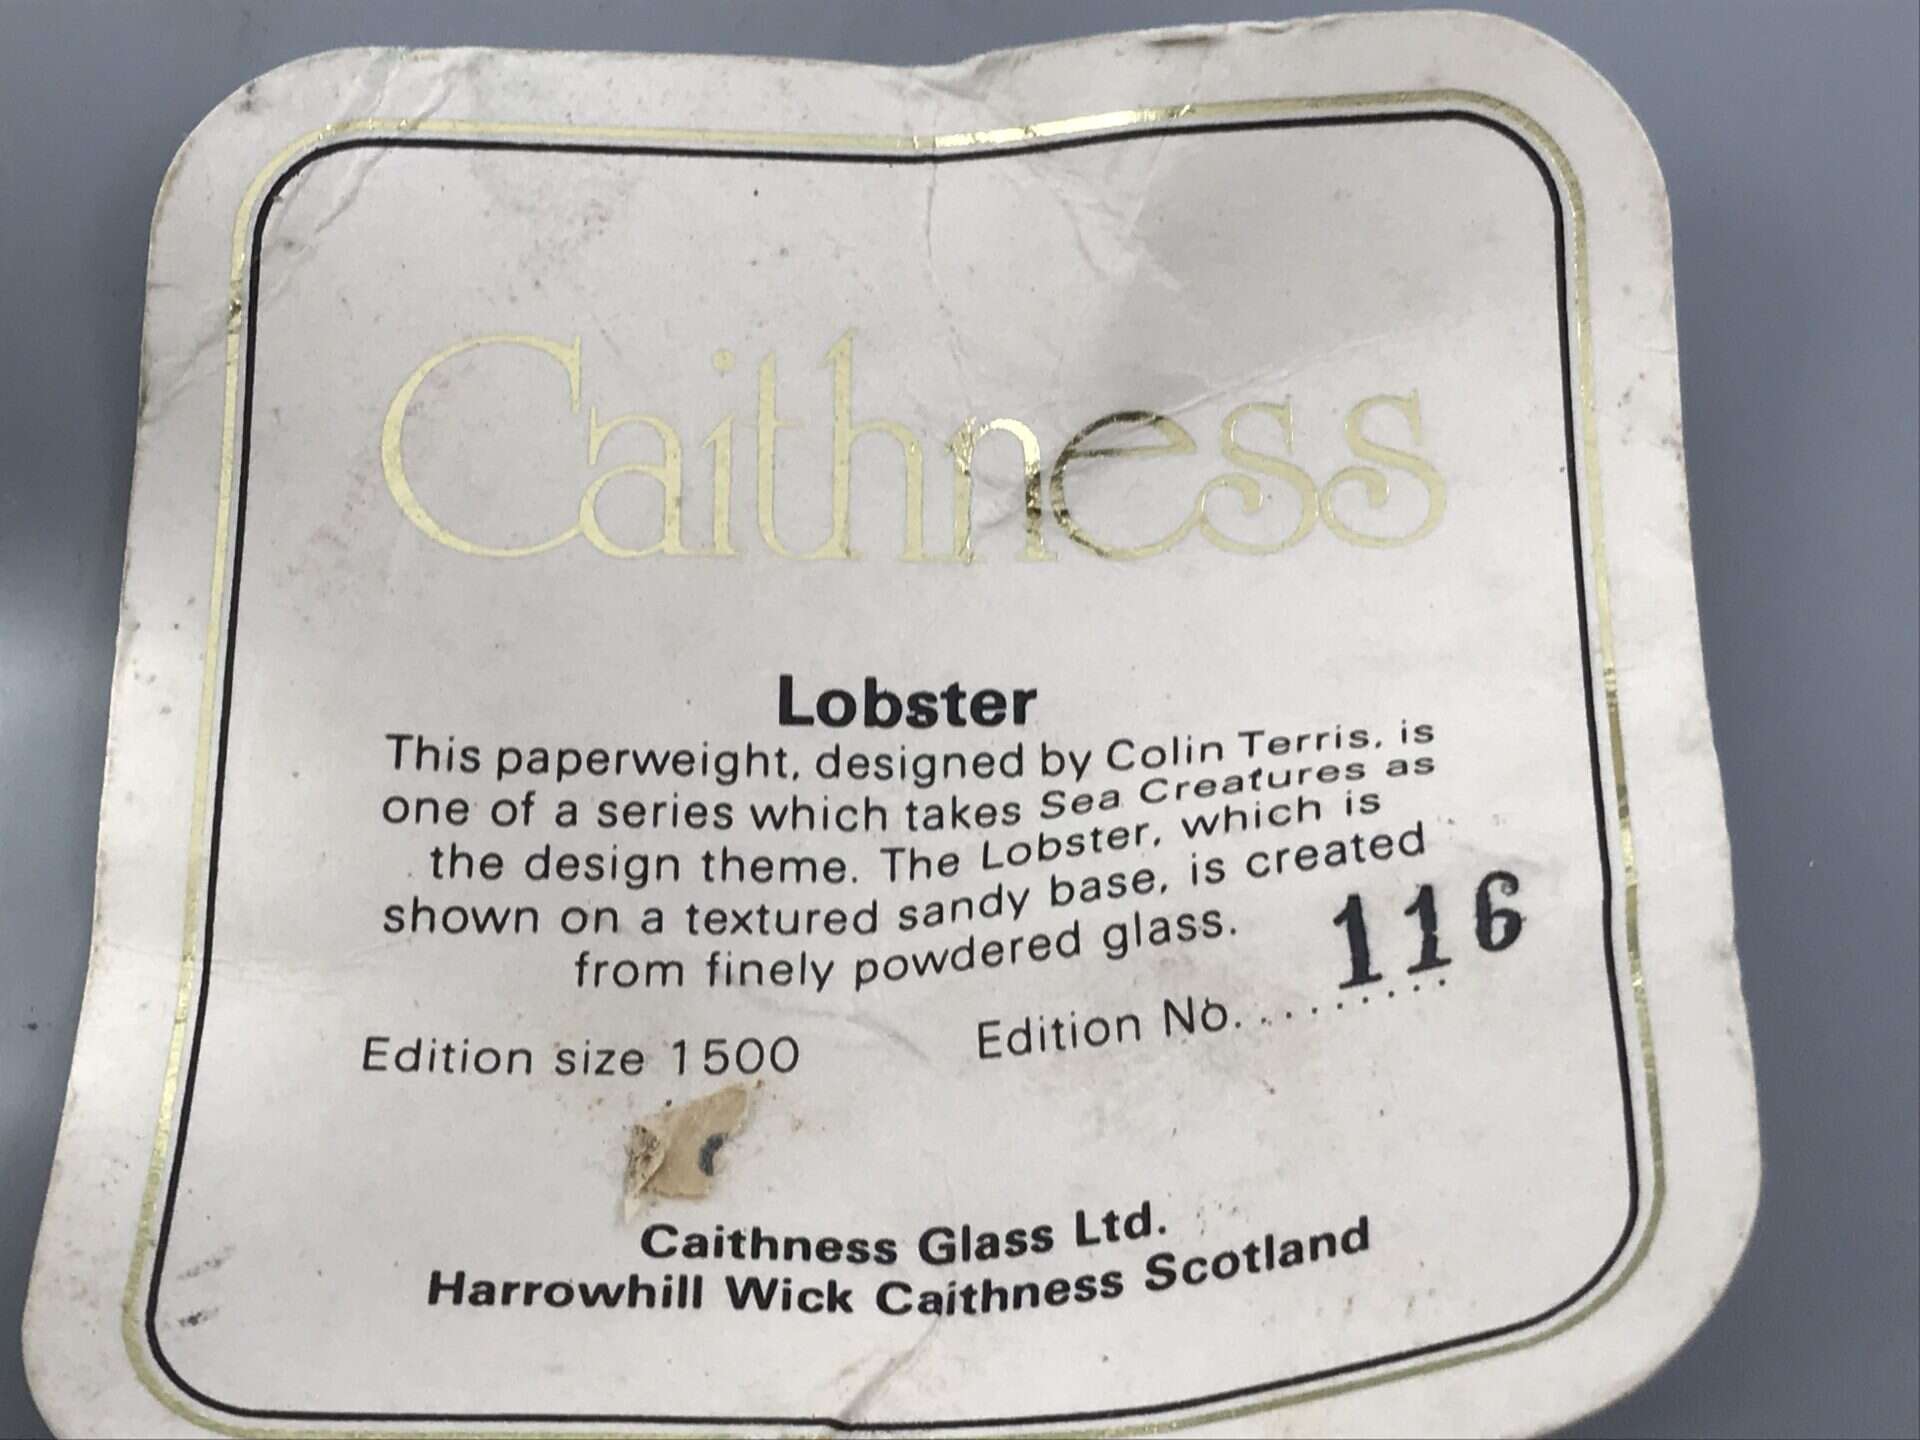 Caithness
Lobster
This paperweight, designed by Colin Terris, is
one of a series which takes Sea Creatures as
the design theme. The Lobster, which is
shown on a textured sandy base, is created
from finely powdered glass.
Edition size 1500 Edition No. ......... 116
Caithness Glass Ltd.
Harrowhill Wick Caithness Scotland